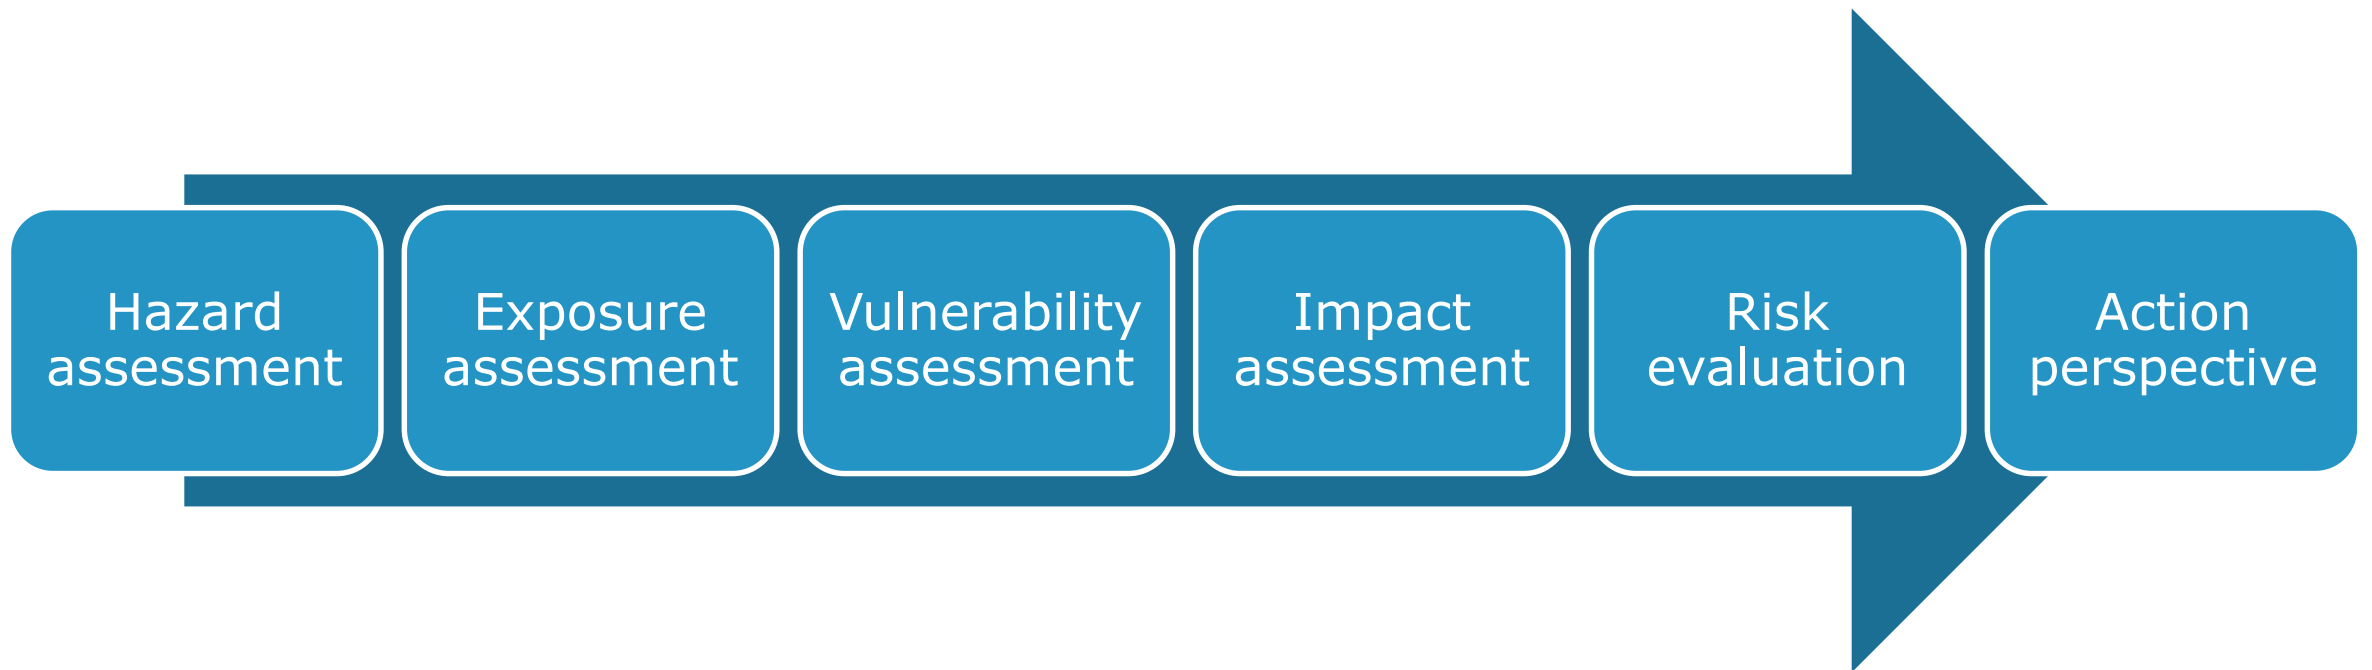 Hazard
assessment
Exposure
assessment
Vulnerability
assessment
Impact
assessment
Risk
evaluation
Action
perspective